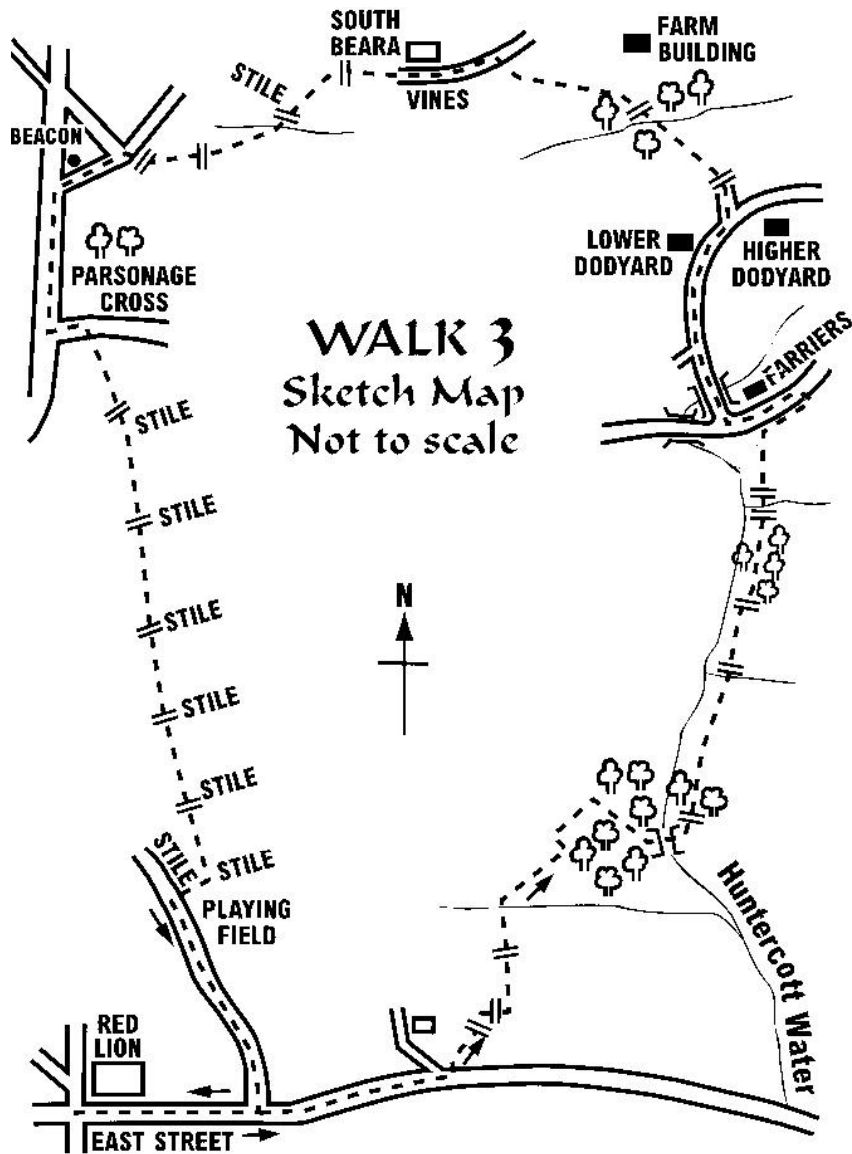 SOUTH
BEARA
VINES
FARM
BUILDING
STILE
BEACON
PARSONAGE
CROSS
LOWER
DODYARD
HIGHER
DODYARD
WALK 3
Sketch Map
Not to scale
FARRIERS
STILE
STILE
STILE
STILE
STILE
STILE
STILE
N
PLAYING
FIELD
Huntercott Water
RED
LION
EAST STREET